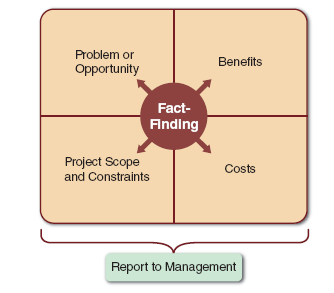 Problem or
Opportunity
Benefits
Fact-
Finding
Project Scope
and Constraints
Costs
Report to Management